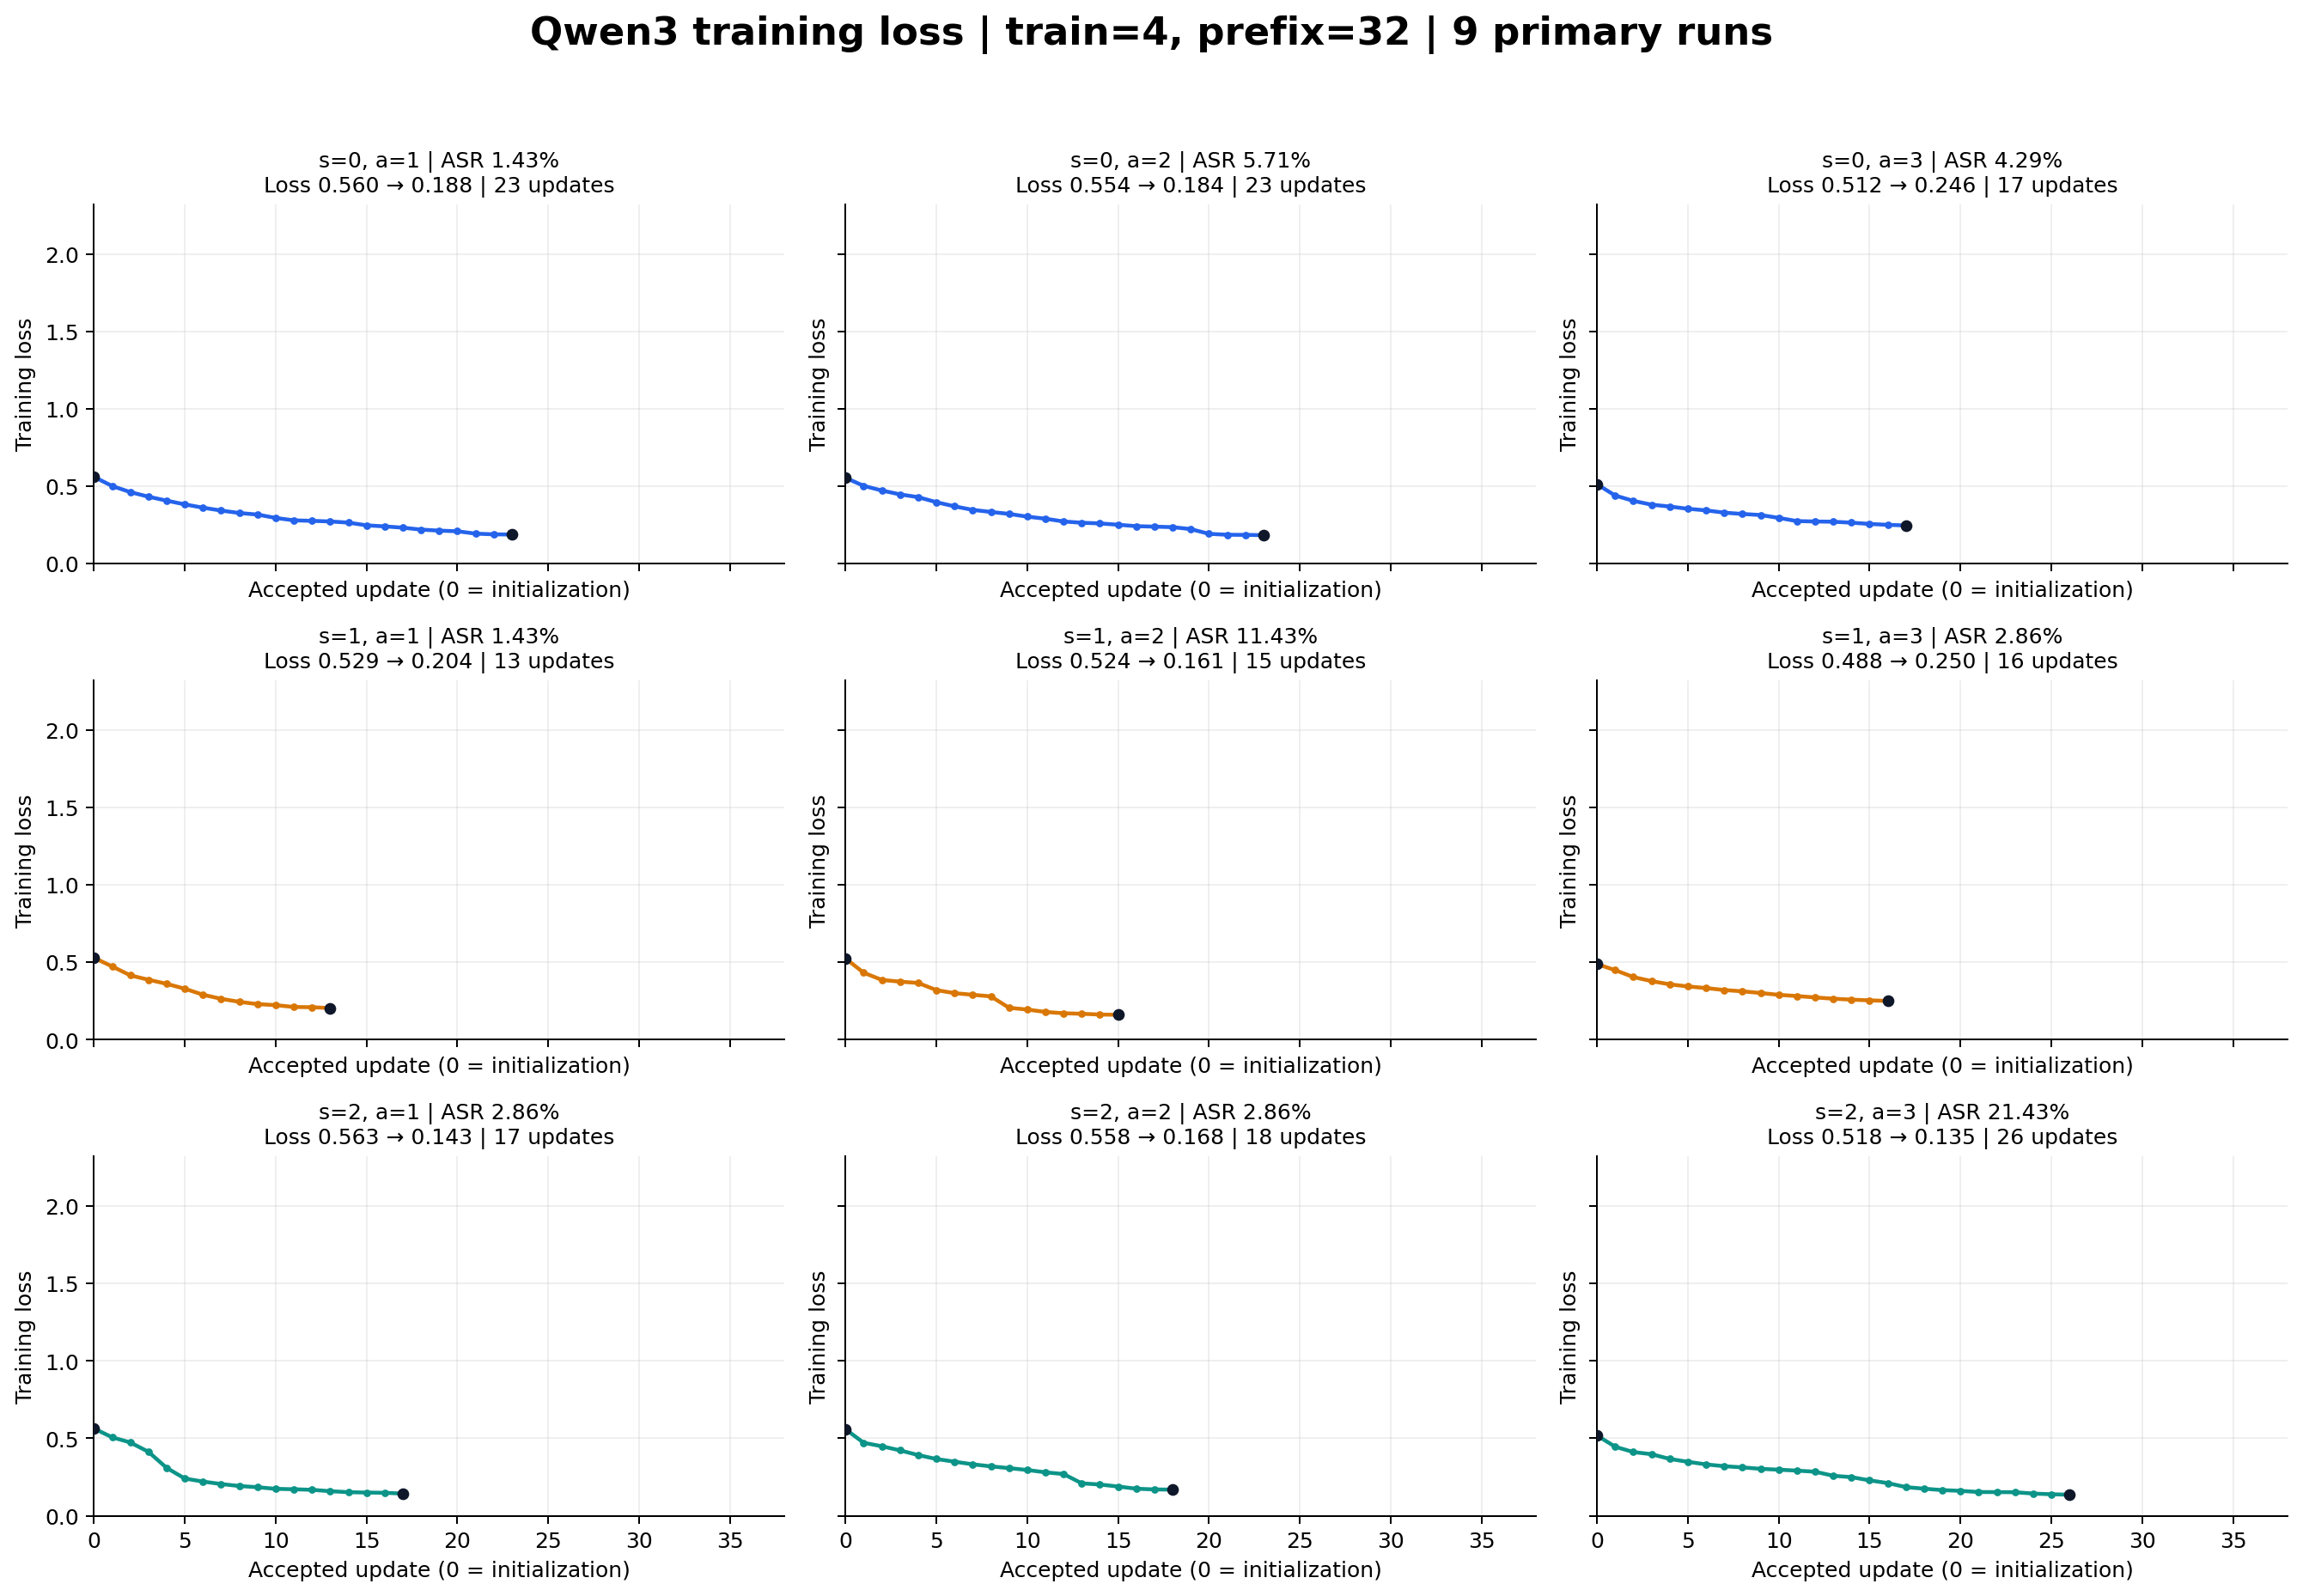 Qwen3 training loss | train=4, prefix=32 | 9 primary runs
s=0, a=1 | ASR 1.43%
Loss 0.560 → 0.188 | 23 updates
s=0, a=2 | ASR 5.71%
Loss 0.554 → 0.184 | 23 updates
s=0, a=3 | ASR 4.29%
Loss 0.512 → 0.246 | 17 updates
2.0
1.5
1.0
0.5
0.0
Training loss
Training loss
Training loss
Accepted update (0 = initialization)
Accepted update (0 = initialization)
Accepted update (0 = initialization)
s=1, a=1 | ASR 1.43%
Loss 0.529 → 0.204 | 13 updates
s=1, a=2 | ASR 11.43%
Loss 0.524 → 0.161 | 15 updates
s=1, a=3 | ASR 2.86%
Loss 0.488 → 0.250 | 16 updates
2.0
1.5
1.0
0.5
0.0
Training loss
Training loss
Training loss
Accepted update (0 = initialization)
Accepted update (0 = initialization)
Accepted update (0 = initialization)
s=2, a=1 | ASR 2.86%
Loss 0.563 → 0.143 | 17 updates
s=2, a=2 | ASR 2.86%
Loss 0.558 → 0.168 | 18 updates
s=2, a=3 | ASR 21.43%
Loss 0.518 → 0.135 | 26 updates
2.0
1.5
1.0
0.5
0.0
Training loss
Training loss
Training loss
0 5 10 15 20 25 30 35
0 5 10 15 20 25 30 35
0 5 10 15 20 25 30 35
Accepted update (0 = initialization)
Accepted update (0 = initialization)
Accepted update (0 = initialization)